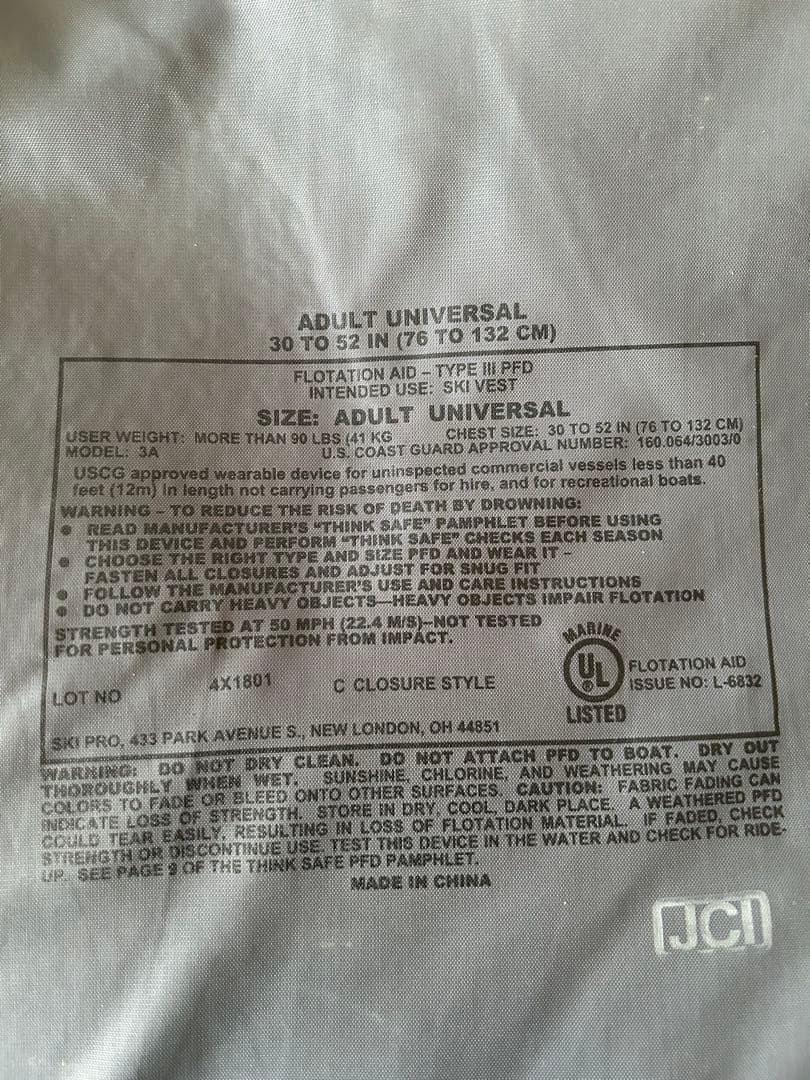 ADULT UNIVERSAL
30 TO 52 IN (76 TO 132 CM)
FLOTATION AID – TYPE III PFD
INTENDED USE: SKI VEST
SIZE: ADULT UNIVERSAL
USER WEIGHT: MORE THAN 90 LBS (41 KG CHEST SIZE: 30 TO 52 IN (76 TO 132 CM)
MODEL: 3A U.S. COAST GUARD APPROVAL NUMBER: 160.064/3003/0
USCG approved wearable device for uninspected commercial vessels less than 40
feet (12m) in length not carrying passengers for hire, and for recreational boats.
WARNING – TO REDUCE THE RISK OF DEATH BY DROWNING:
● READ MANUFACTURER'S "THINK SAFE" PAMPHLET BEFORE USING
THIS DEVICE AND PERFORM "THINK SAFE" CHECKS EACH SEASON
● CHOOSE THE RIGHT TYPE AND SIZE PFD AND WEAR IT –
FASTEN ALL CLOSURES AND ADJUST FOR SNUG FIT
● FOLLOW THE MANUFACTURER'S USE AND CARE INSTRUCTIONS
● DO NOT CARRY HEAVY OBJECTS—HEAVY OBJECTS IMPAIR FLOTATION
STRENGTH TESTED AT 50 MPH (22.4 M/S)–NOT TESTED
FOR PERSONAL PROTECTION FROM IMPACT.
MARINE
UL®
LISTED
FLOTATION AID
ISSUE NO: L-6832
LOT NO 4X1801 C CLOSURE STYLE
SKI PRO, 433 PARK AVENUE S., NEW LONDON, OH 44851
WARNING: DO NOT DRY CLEAN. DO NOT ATTACH PFD TO BOAT. DRY OUT
THOROUGHLY WHEN WET. SUNSHINE, CHLORINE, AND WEATHERING MAY CAUSE
COLORS TO FADE OR BLEED ONTO OTHER SURFACES. CAUTION: FABRIC FADING CAN
INDICATE LOSS OF STRENGTH. STORE IN DRY, COOL, DARK PLACE. A WEATHERED PFD
COULD TEAR EASILY, RESULTING IN LOSS OF FLOTATION MATERIAL. IF FADED, CHECK
STRENGTH OR DISCONTINUE USE. TEST THIS DEVICE IN THE WATER AND CHECK FOR RIDE-
UP. SEE PAGE 9 OF THE THINK SAFE PFD PAMPHLET.
MADE IN CHINA
JCI